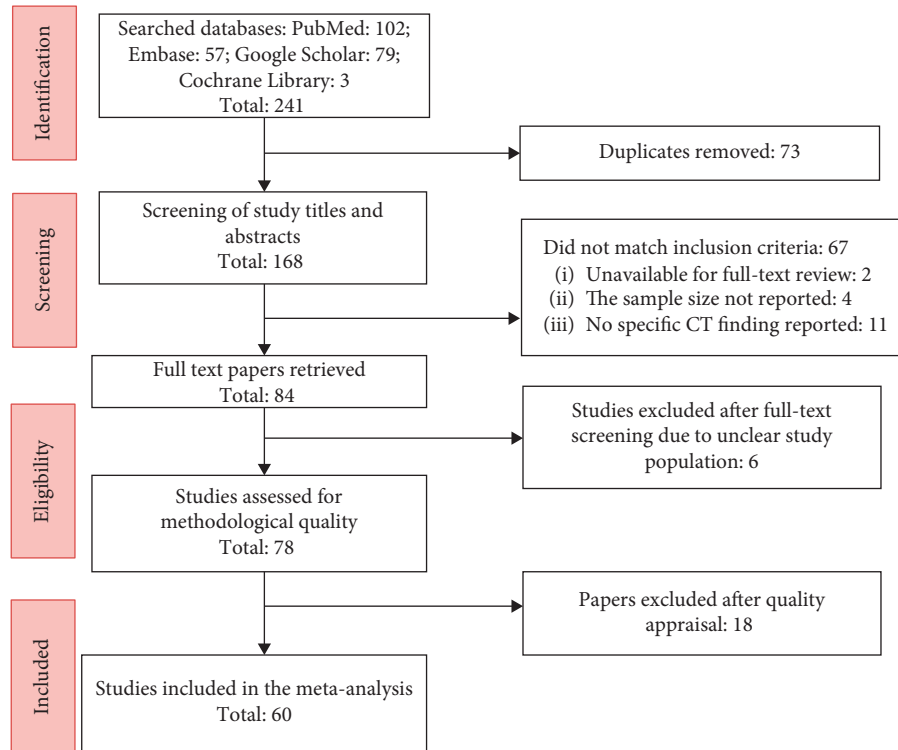 Identification
Searched databases: PubMed: 102;
Embase: 57; Google Scholar: 79;
Cochrane Library: 3
Total: 241
Duplicates removed: 73
Screening
Screening of study titles and
abstracts
Total: 168
Did not match inclusion criteria: 67
(i) Unavailable for full-text review: 2
(ii) The sample size not reported: 4
(iii) No specific CT finding reported: 11
Full text papers retrieved
Total: 84
Eligibility
Studies excluded after full-text
screening due to unclear study
population: 6
Studies assessed for
methodological quality
Total: 78
Papers excluded after quality
appraisal: 18
Included
Studies included in the meta-analysis
Total: 60